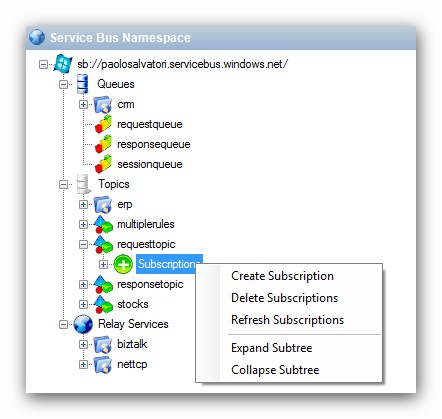 Service Bus Namespace
sb://paolosalvatori.servicebus.windows.net/
Queues
crm
requestqueue
responsequeue
sessionqueue
Topics
erp
multiplerules
requesttopic
Subscriptions
Create Subscription
Delete Subscriptions
Refresh Subscriptions
Expand Subtree
Collapse Subtree
responsetopic
stocks
Relay Services
biztalk
nettcp